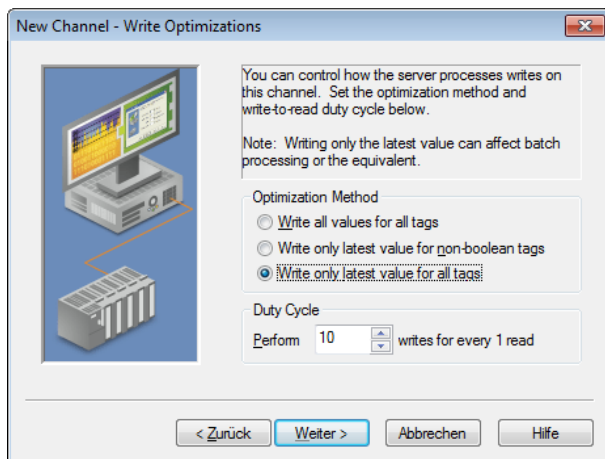 New Channel - Write Optimizations
You can control how the server processes writes on
this channel. Set the optimization method and
write-to-read duty cycle below.
Note: Writing only the latest value can affect batch
processing or the equivalent.
Optimization Method
Write all values for all tags
Write only latest value for non-boolean tags
Write only latest value for all tags
Duty Cycle
Perform 10 writes for every 1 read
< Zurück Weiter > Abbrechen Hilfe